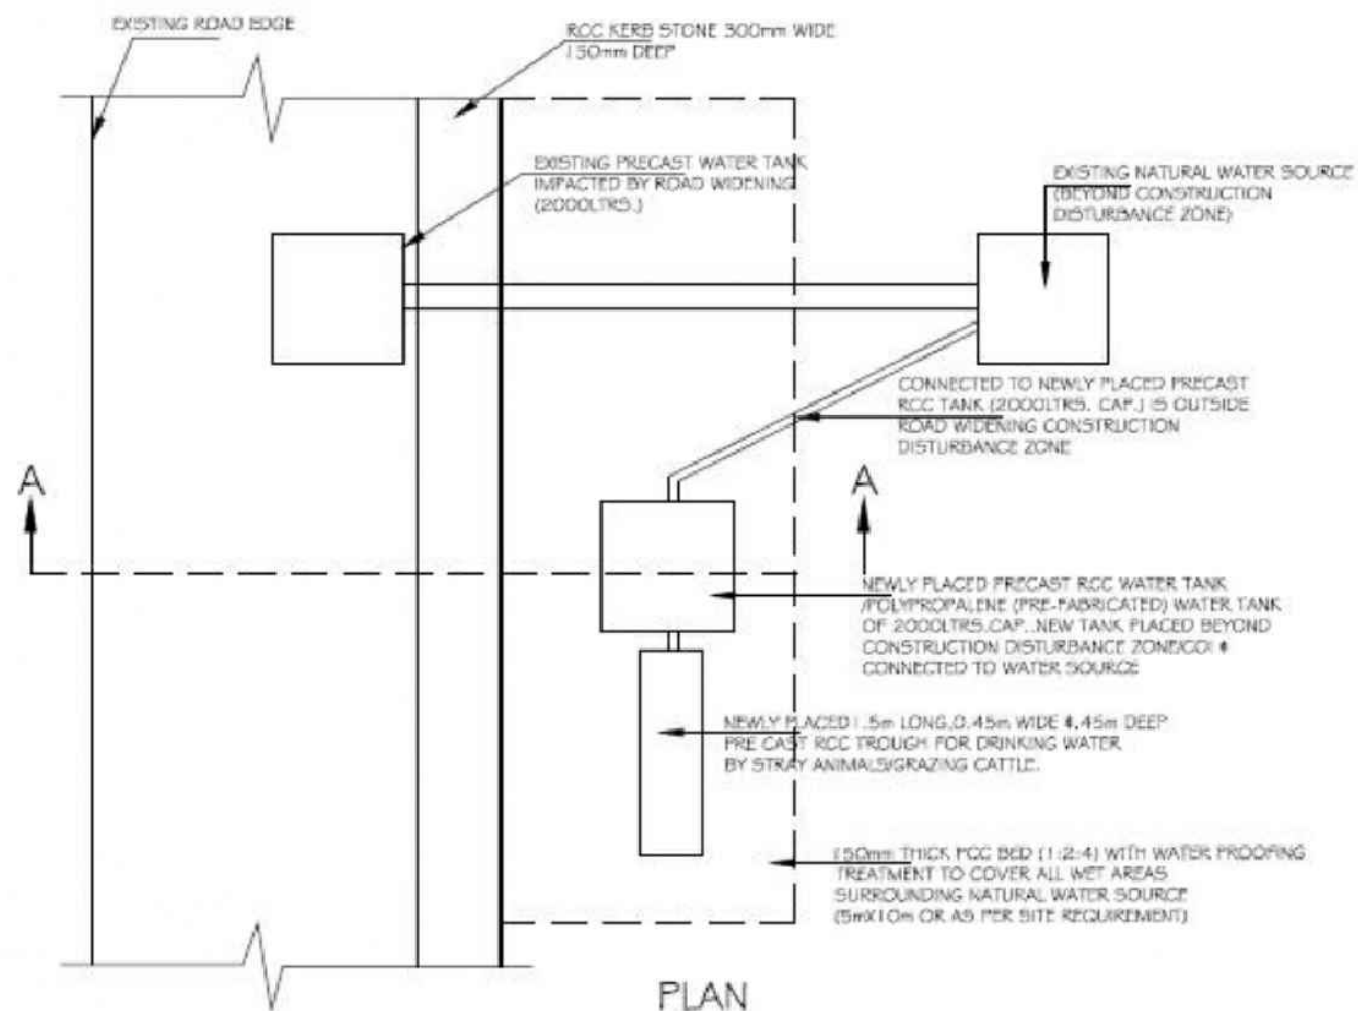 EXISTING ROAD EDGE
RCC KERB STONE 300mm WIDE
150mm DEEP
EXISTING PRECAST WATER TANK
IMPACTED BY ROAD WIDENING
(2000LTRS.)
EXISTING NATURAL WATER SOURCE
(BEYOND CONSTRUCTION
DISTURBANCE ZONE)
CONNECTED TO NEWLY PLACED PRECAST
RCC TANK (2000LTRS. CAP.) IS OUTSIDE
ROAD WIDENING CONSTRUCTION
DISTURBANCE ZONE
A
A
NEWLY PLACED PRECAST RCC WATER TANK
/POLYPROPALENE (PRE-FABRICATED) WATER TANK
OF 2000LTRS.CAP..NEW TANK PLACED BEYOND
CONSTRUCTION DISTURBANCE
CONNECTED TO WATER SOURCE
NEWLY PLACED 1.5m LONG,0.45m WIDE &.45m DEEP
PRE CAST RCC TROUGH FOR DRINKING WATER
BY STRAY ANIMALS/GRAZING CATTLE.
150mm THICK PCC BED (1:2:4) WITH WATER PROOFING
TREATMENT TO COVER ALL WET AREAS
SURROUNDING NATURAL WATER SOURCE
(5mX10m OR AS PER SITE REQUIREMENT)
PLAN